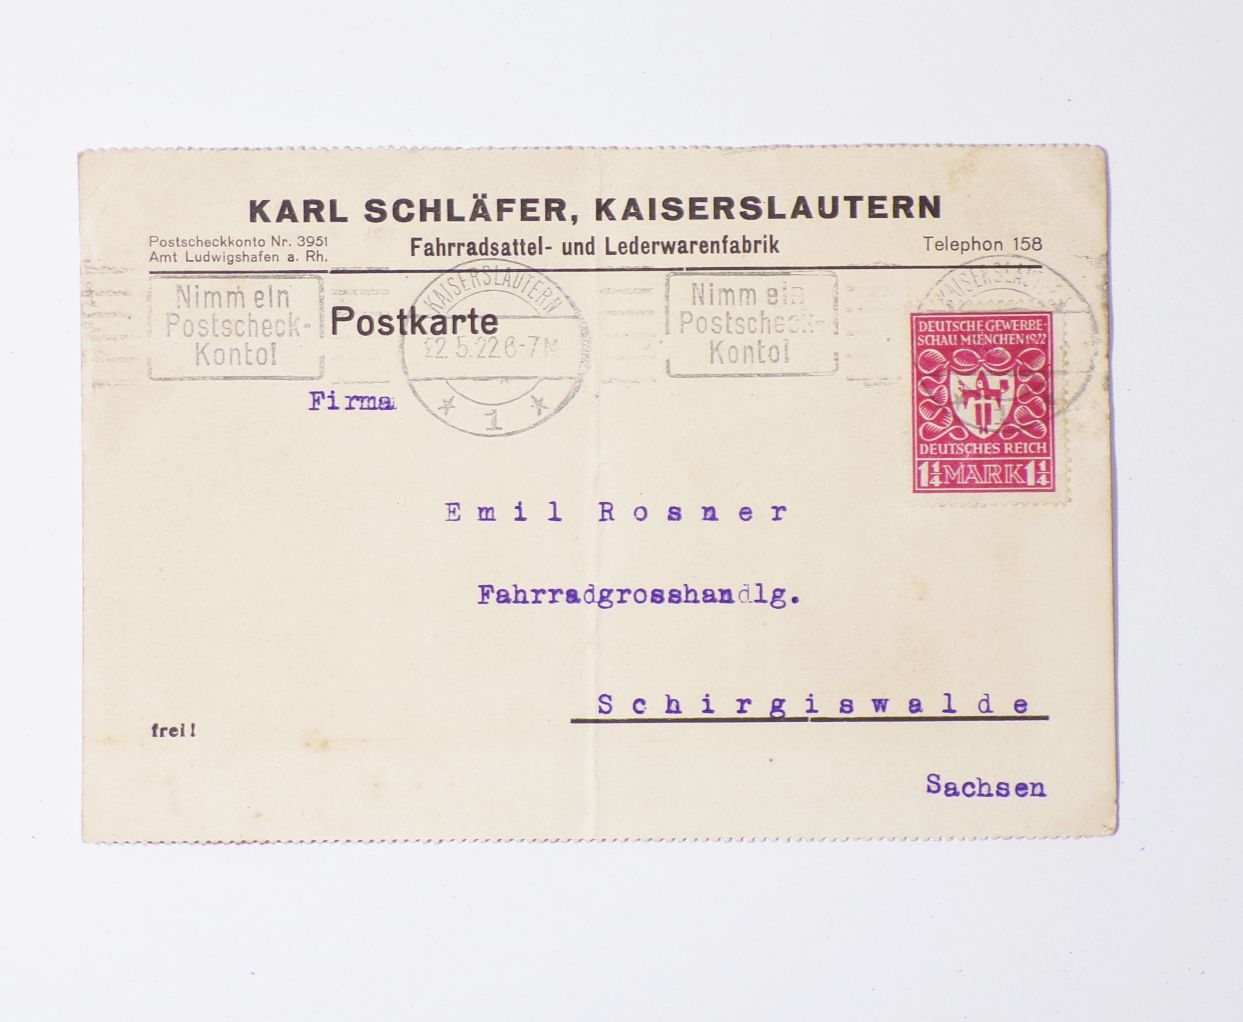 KARL SCHLÄFER, KAISERSLAUTERN
Postscheckkonto Nr. 3951
Amt Ludwigshafen a. Rh.
Fahrradsattel- und Lederwarenfabrik
Telephon 158
Nimm ein
Postscheck-
Konto!
Postkarte
KAISERSLAUTERN
22.5.22.6-7N
* 1 *
Nimm ein
Postscheck-
Konto!
DEUTSCHE GEWERBE-
SCHAU MUENCHEN 1922
DEUTSCHES REICH
1¼ MARK 1¼
Firma
Emil Rosner
Fahrradgrosshandlg.
Schirgiswalde
frei!
Sachsen